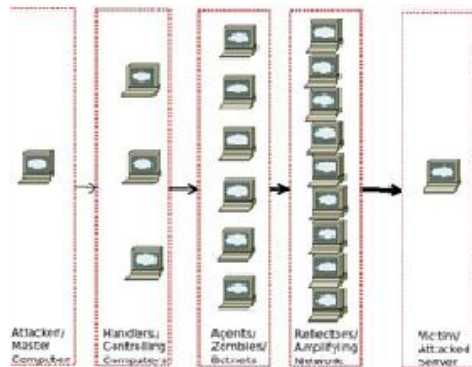 Attacker/
Master
Computer
Handlers/
Controlling
Computers
Agents/
Zombies/
Botnets
Reflectors/
Amplifying
Network
Victim/
Attacked
Server